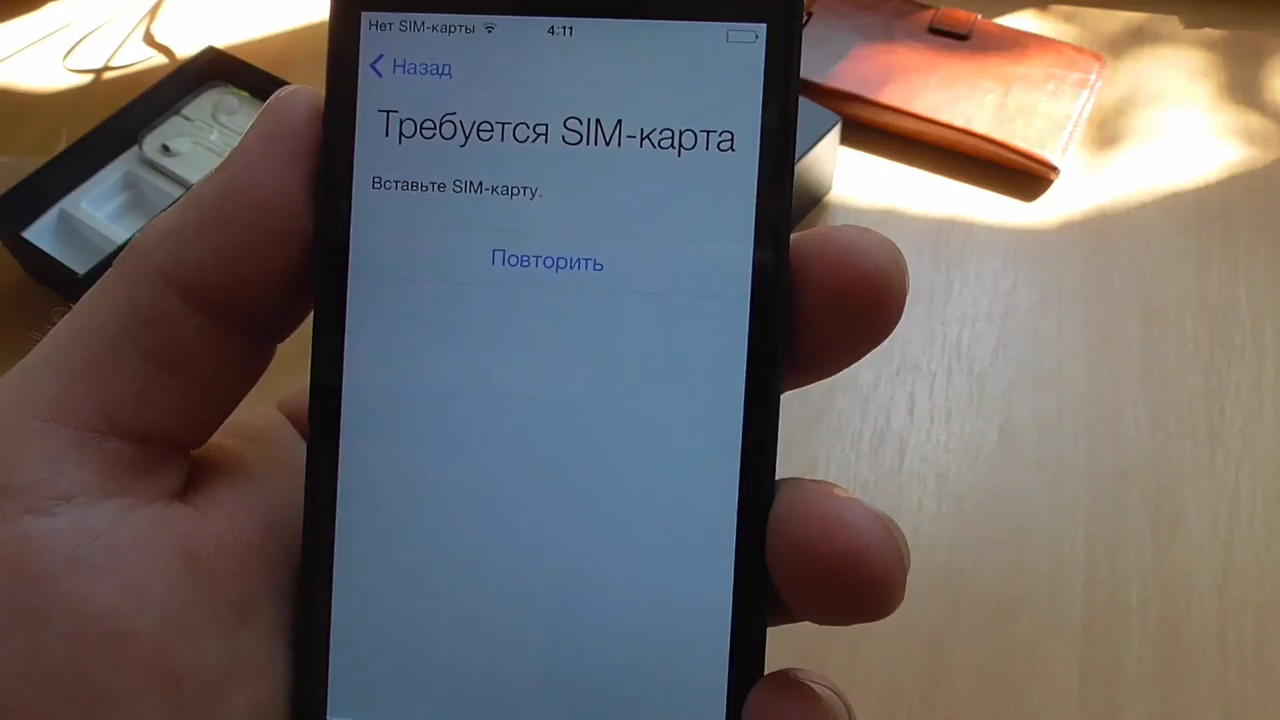 Нет SIM-карты 4:11
Назад
Требуется SIM-карта
Вставьте SIM-карту.
Повторить